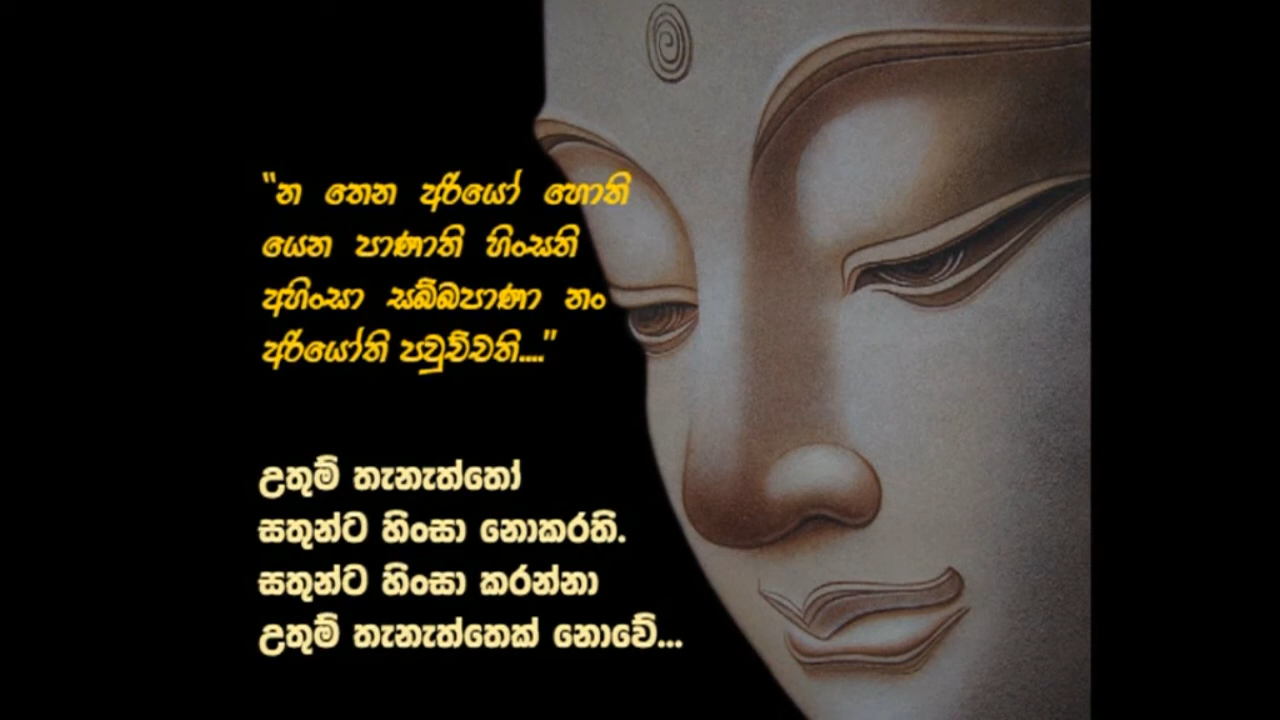 “න තෙන අරියෝ හොති
යෙන පාණාති හිංසති
අහිංසා සබ්බපාණා නං
අරියෝති පවුච්චති....”
උතුම් තැනැත්තෝ
සතුන්ට හිංසා නොකරති.
සතුන්ට හිංසා කරන්නා
උතුම් තැනැත්තෙක් නොවේ...